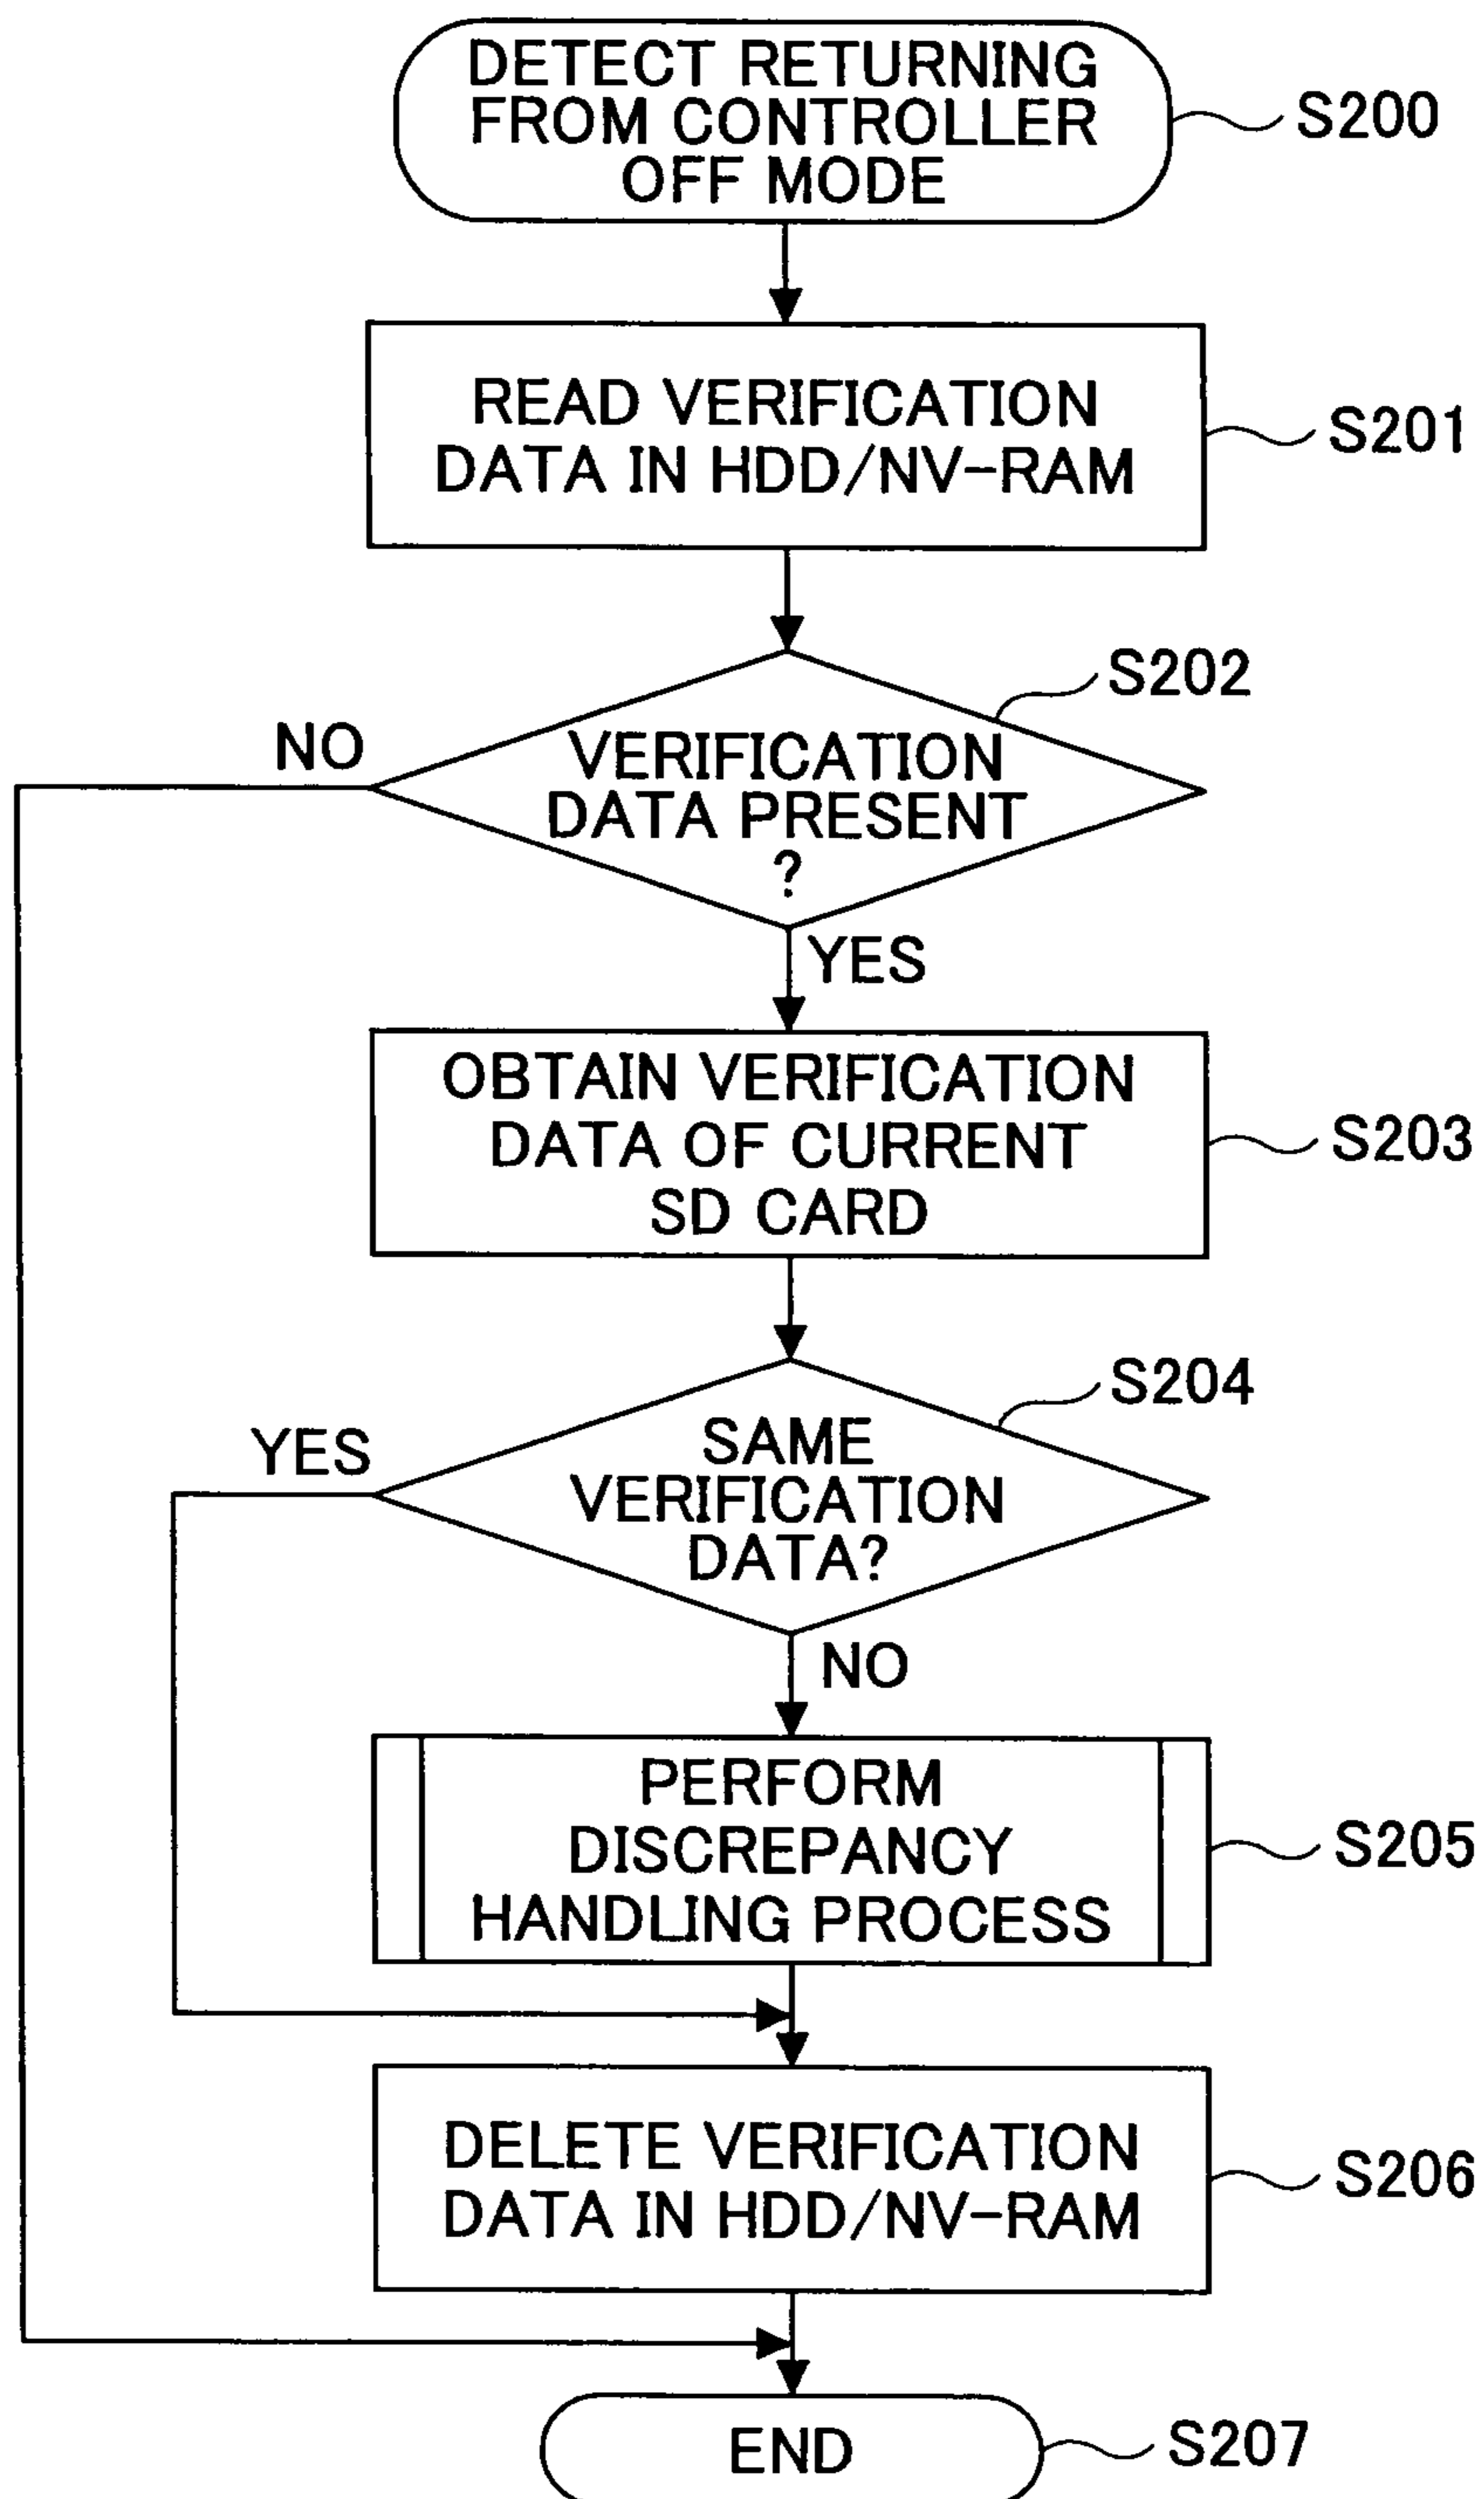 DETECT RETURNING
FROM CONTROLLER
OFF MODE
S200
READ VERIFICATION
DATA IN HDD/NV-RAM
S201
S202
NO
VERIFICATION
DATA PRESENT
?
YES
OBTAIN VERIFICATION
DATA OF CURRENT
SD CARD
S203
S204
YES
SAME
VERIFICATION
DATA?
NO
PERFORM
DISCREPANCY
HANDLING PROCESS
S205
DELETE VERIFICATION
DATA IN HDD/NV-RAM
S206
END
S207